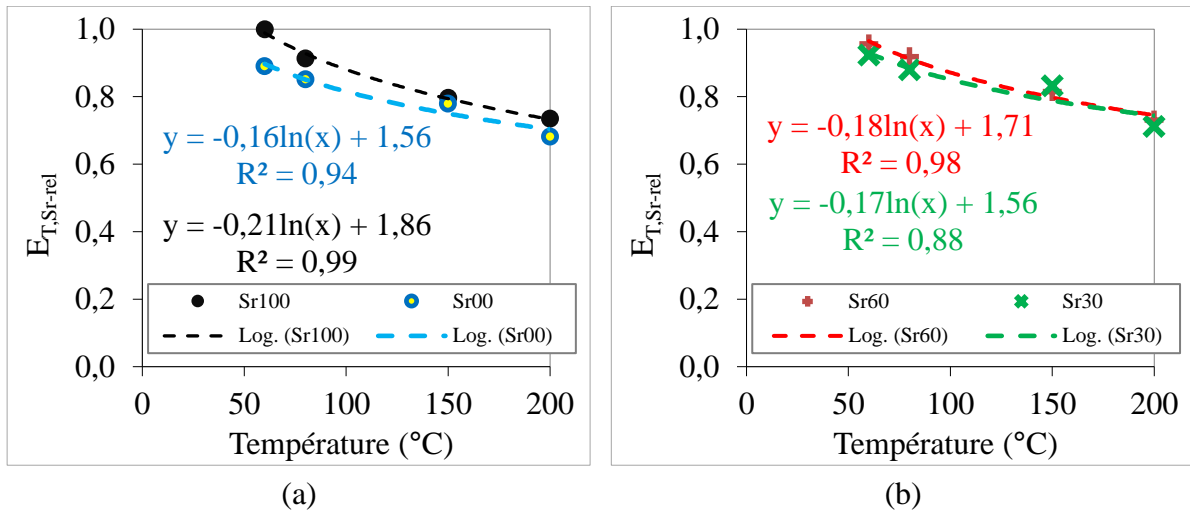 1,0
0,8
0,6
0,4
0,2
0,0
E_T,Sr-rel
y = -0,16ln(x) + 1,56
R² = 0,94
y = -0,21ln(x) + 1,86
R² = 0,99
Sr100 Sr00
Log. (Sr100) Log. (Sr00)
0 50 100 150 200
Température (°C)
(a)
1,0
0,8
0,6
0,4
0,2
0,0
E_T,Sr-rel
y = -0,18ln(x) + 1,71
R² = 0,98
y = -0,17ln(x) + 1,56
R² = 0,88
Sr60 Sr30
Log. (Sr60) Log. (Sr30)
0 50 100 150 200
Température (°C)
(b)